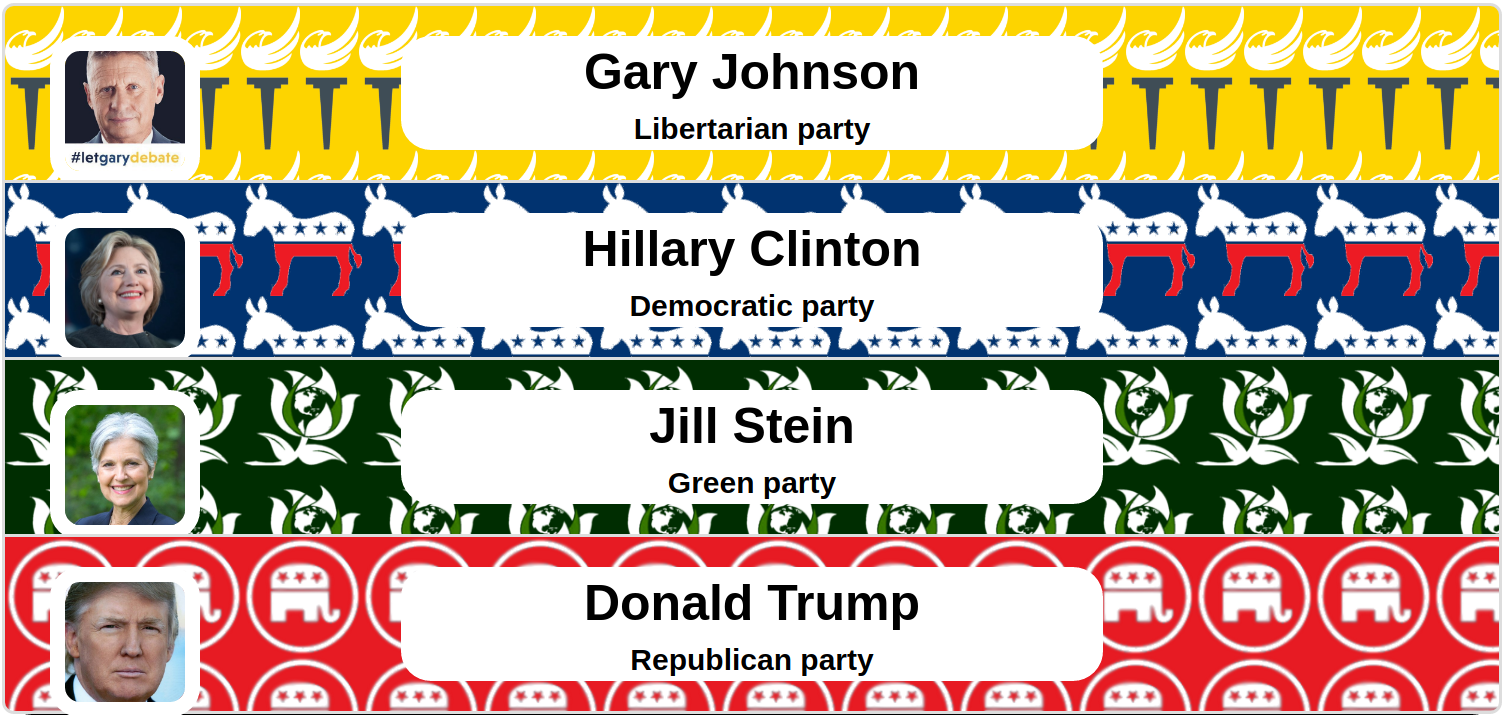 Gary Johnson
Libertarian party
#letgarydebate
Hillary Clinton
Democratic party
Jill Stein
Green party
Donald Trump
Republican party